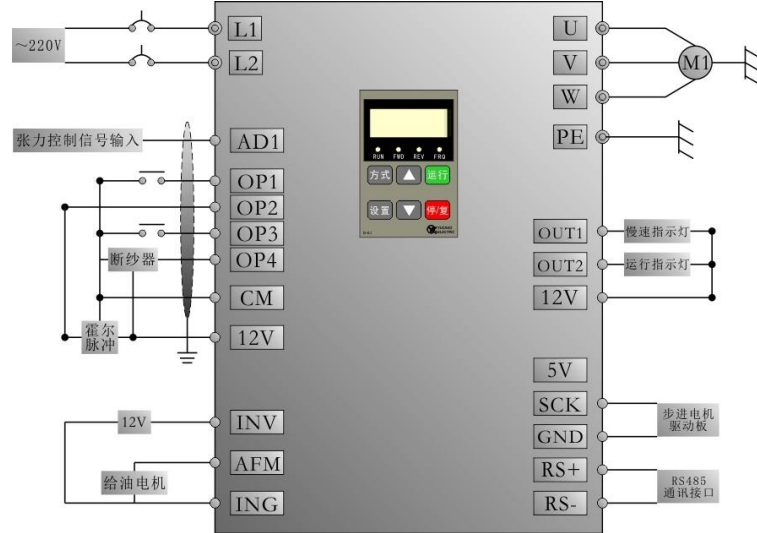 ~220V
L1
L2
张力控制信号输入
AD1
OP1
OP2
OP3
断纱器
OP4
CM
霍尔
脉冲
12V
12V
INV
AFM
给油电机
ING
RUN FWD REV FRQ
方式
运行
设置
停/复
U
V
M1
W
PE
OUT1
慢速指示灯
OUT2
运行指示灯
12V
5V
SCK
步进电机
驱动板
GND
RS+
RS485
通讯接口
RS-